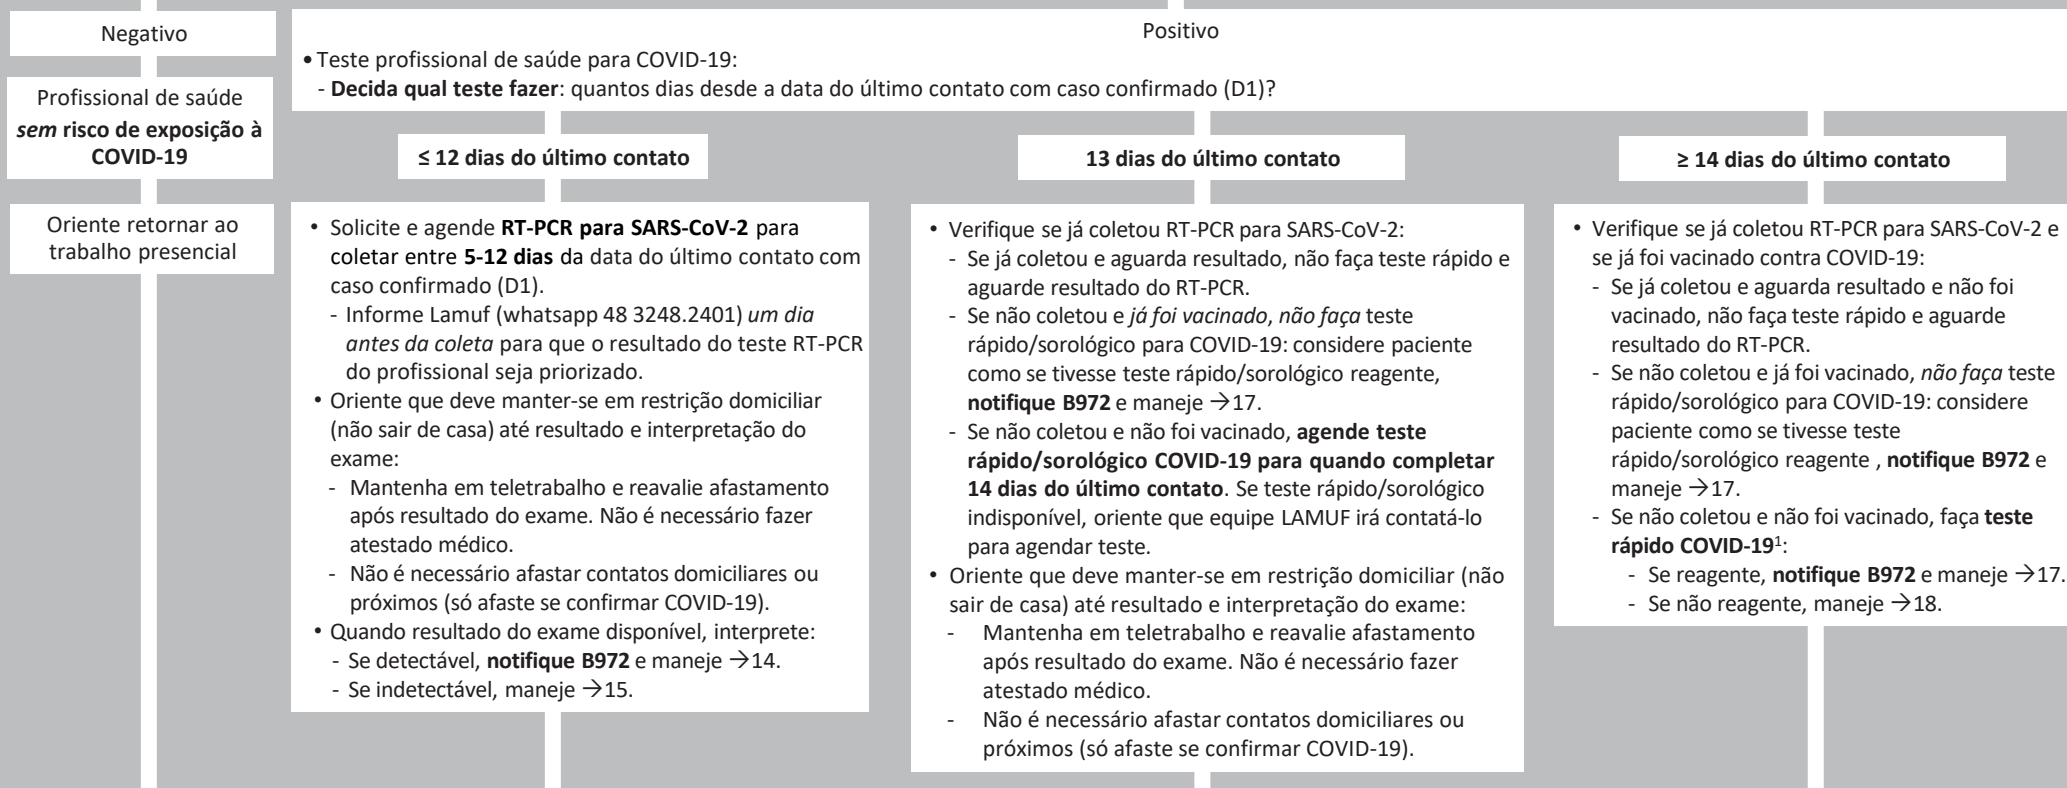 Negativo
Profissional de saúde
sem risco de exposição à
COVID-19
Oriente retornar ao
trabalho presencial
Positivo
• Teste profissional de saúde para COVID-19:
- Decida qual teste fazer: quantos dias desde a data do último contato com caso confirmado (D1)?
≤ 12 dias do último contato
• Solicite e agende RT-PCR para SARS-CoV-2 para
coletar entre 5-12 dias da data do último contato com
caso confirmado (D1).
- Informe Lamuf (whatsapp 48 3248.2401) um dia
antes da coleta para que o resultado do teste RT-PCR
do profissional seja priorizado.
• Oriente que deve manter-se em restrição domiciliar
(não sair de casa) até resultado e interpretação do
exame:
- Mantenha em teletrabalho e reavalie afastamento
após resultado do exame. Não é necessário fazer
atestado médico.
- Não é necessário afastar contatos domiciliares ou
próximos (só afaste se confirmar COVID-19).
• Quando resultado do exame disponível, interprete:
- Se detectável, notifique B972 e maneje →14.
- Se indetectável, maneje →15.
13 dias do último contato
• Verifique se já coletou RT-PCR para SARS-CoV-2:
- Se já coletou e aguarda resultado, não faça teste rápido e
aguarde resultado do RT-PCR.
- Se não coletou e já foi vacinado, não faça teste
rápido/sorológico para COVID-19: considere paciente
como se tivesse teste rápido/sorológico reagente,
notifique B972 e maneje →17.
- Se não coletou e não foi vacinado, agende teste
rápido/sorológico COVID-19 para quando completar
14 dias do último contato. Se teste rápido/sorológico
indisponível, oriente que equipe LAMUF irá contatá-lo
para agendar teste.
• Oriente que deve manter-se em restrição domiciliar (não
sair de casa) até resultado e interpretação do exame:
- Mantenha em teletrabalho e reavalie afastamento
após resultado do exame. Não é necessário fazer
atestado médico.
- Não é necessário afastar contatos domiciliares ou
próximos (só afaste se confirmar COVID-19).
≥ 14 dias do último contato
• Verifique se já coletou RT-PCR para SARS-CoV-2 e
se já foi vacinado contra COVID-19:
- Se já coletou e aguarda resultado e não foi
vacinado, não faça teste rápido e aguarde
resultado do RT-PCR.
- Se não coletou e já foi vacinado, não faça teste
rápido/sorológico para COVID-19: considere
paciente como se tivesse teste
rápido/sorológico reagente , notifique B972 e
maneje →17.
- Se não coletou e não foi vacinado, faça teste
rápido COVID-19¹:
- Se reagente, notifique B972 e maneje →17.
- Se não reagente, maneje →18.